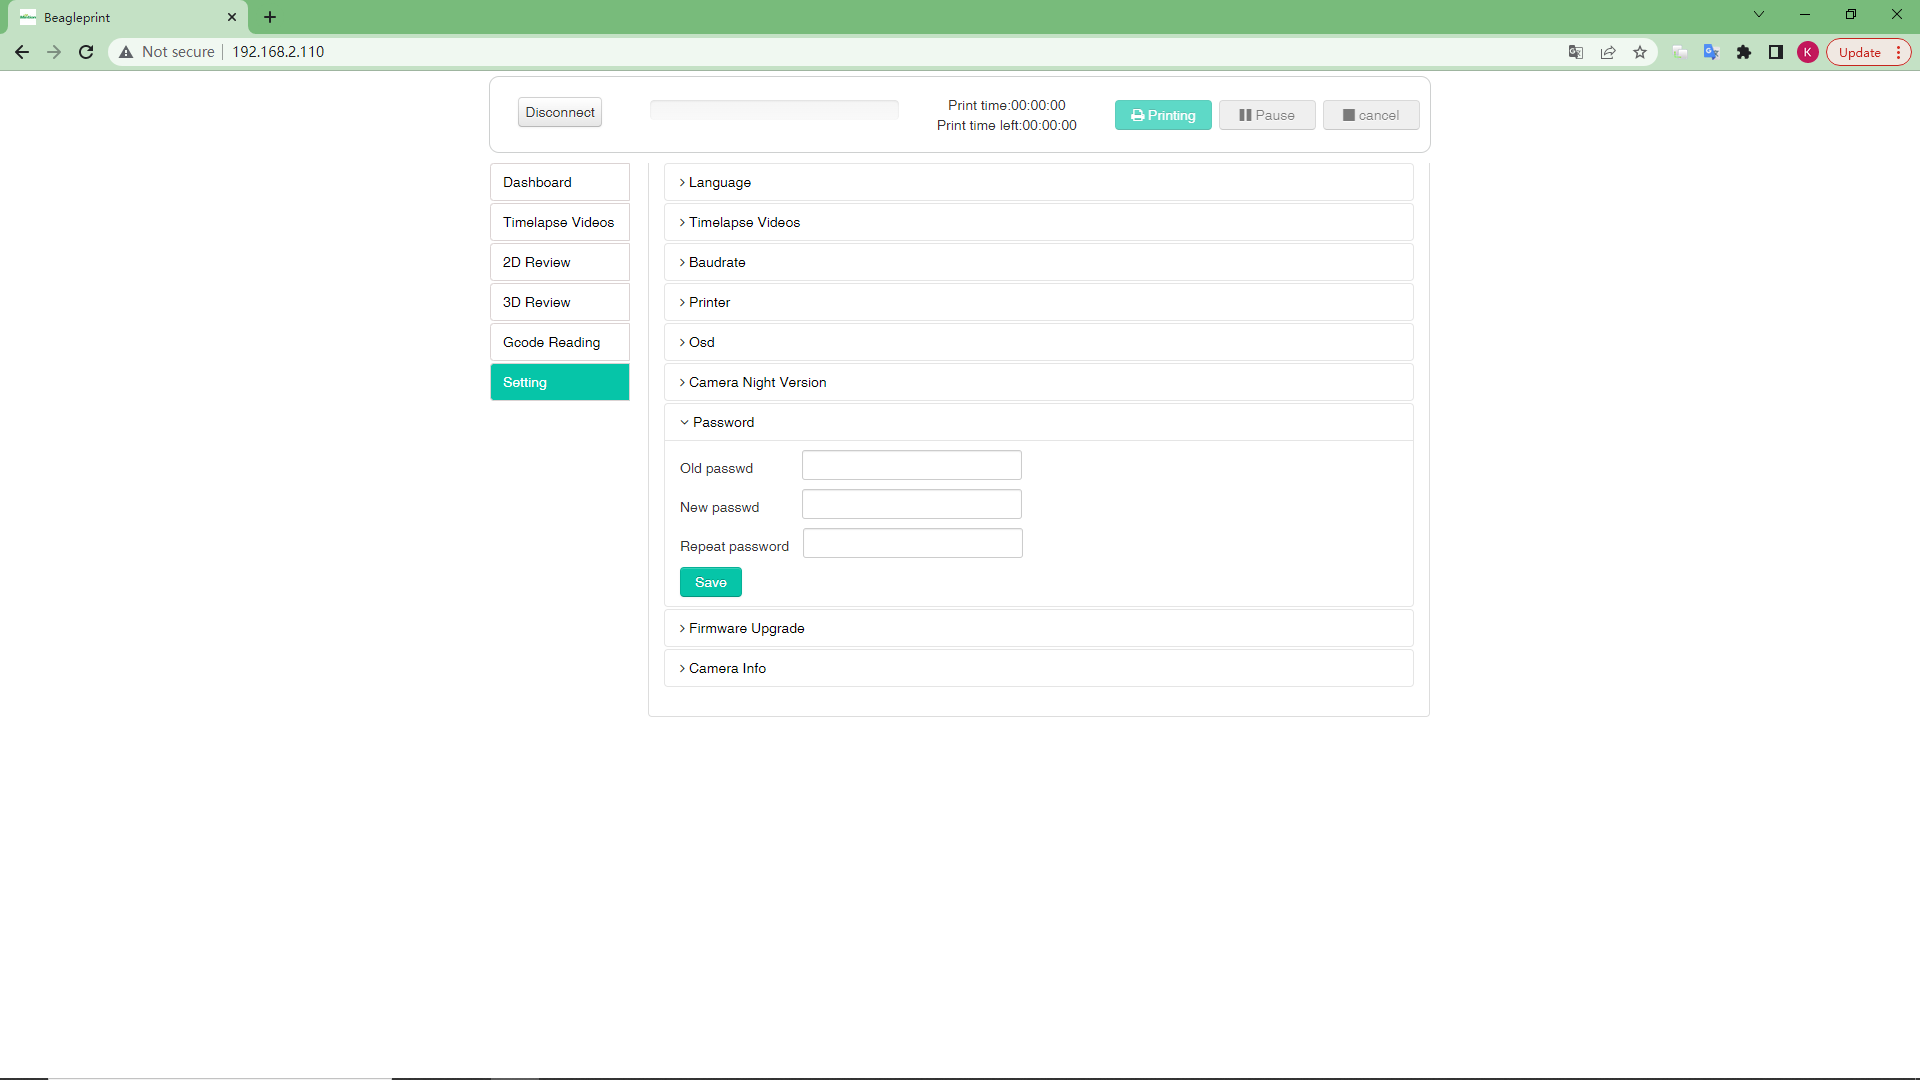 Beagleprint
Not secure 192.168.2.110
K
Update
Disconnect
Print time:00:00:00
Print time left:00:00:00
Printing
Pause
cancel
Dashboard
Timelapse Videos
2D Review
3D Review
Gcode Reading
Setting
Language
Timelapse Videos
Baudrate
Printer
Osd
Camera Night Version
Password
Old passwd
New passwd
Repeat password
Save
Firmware Upgrade
Camera Info